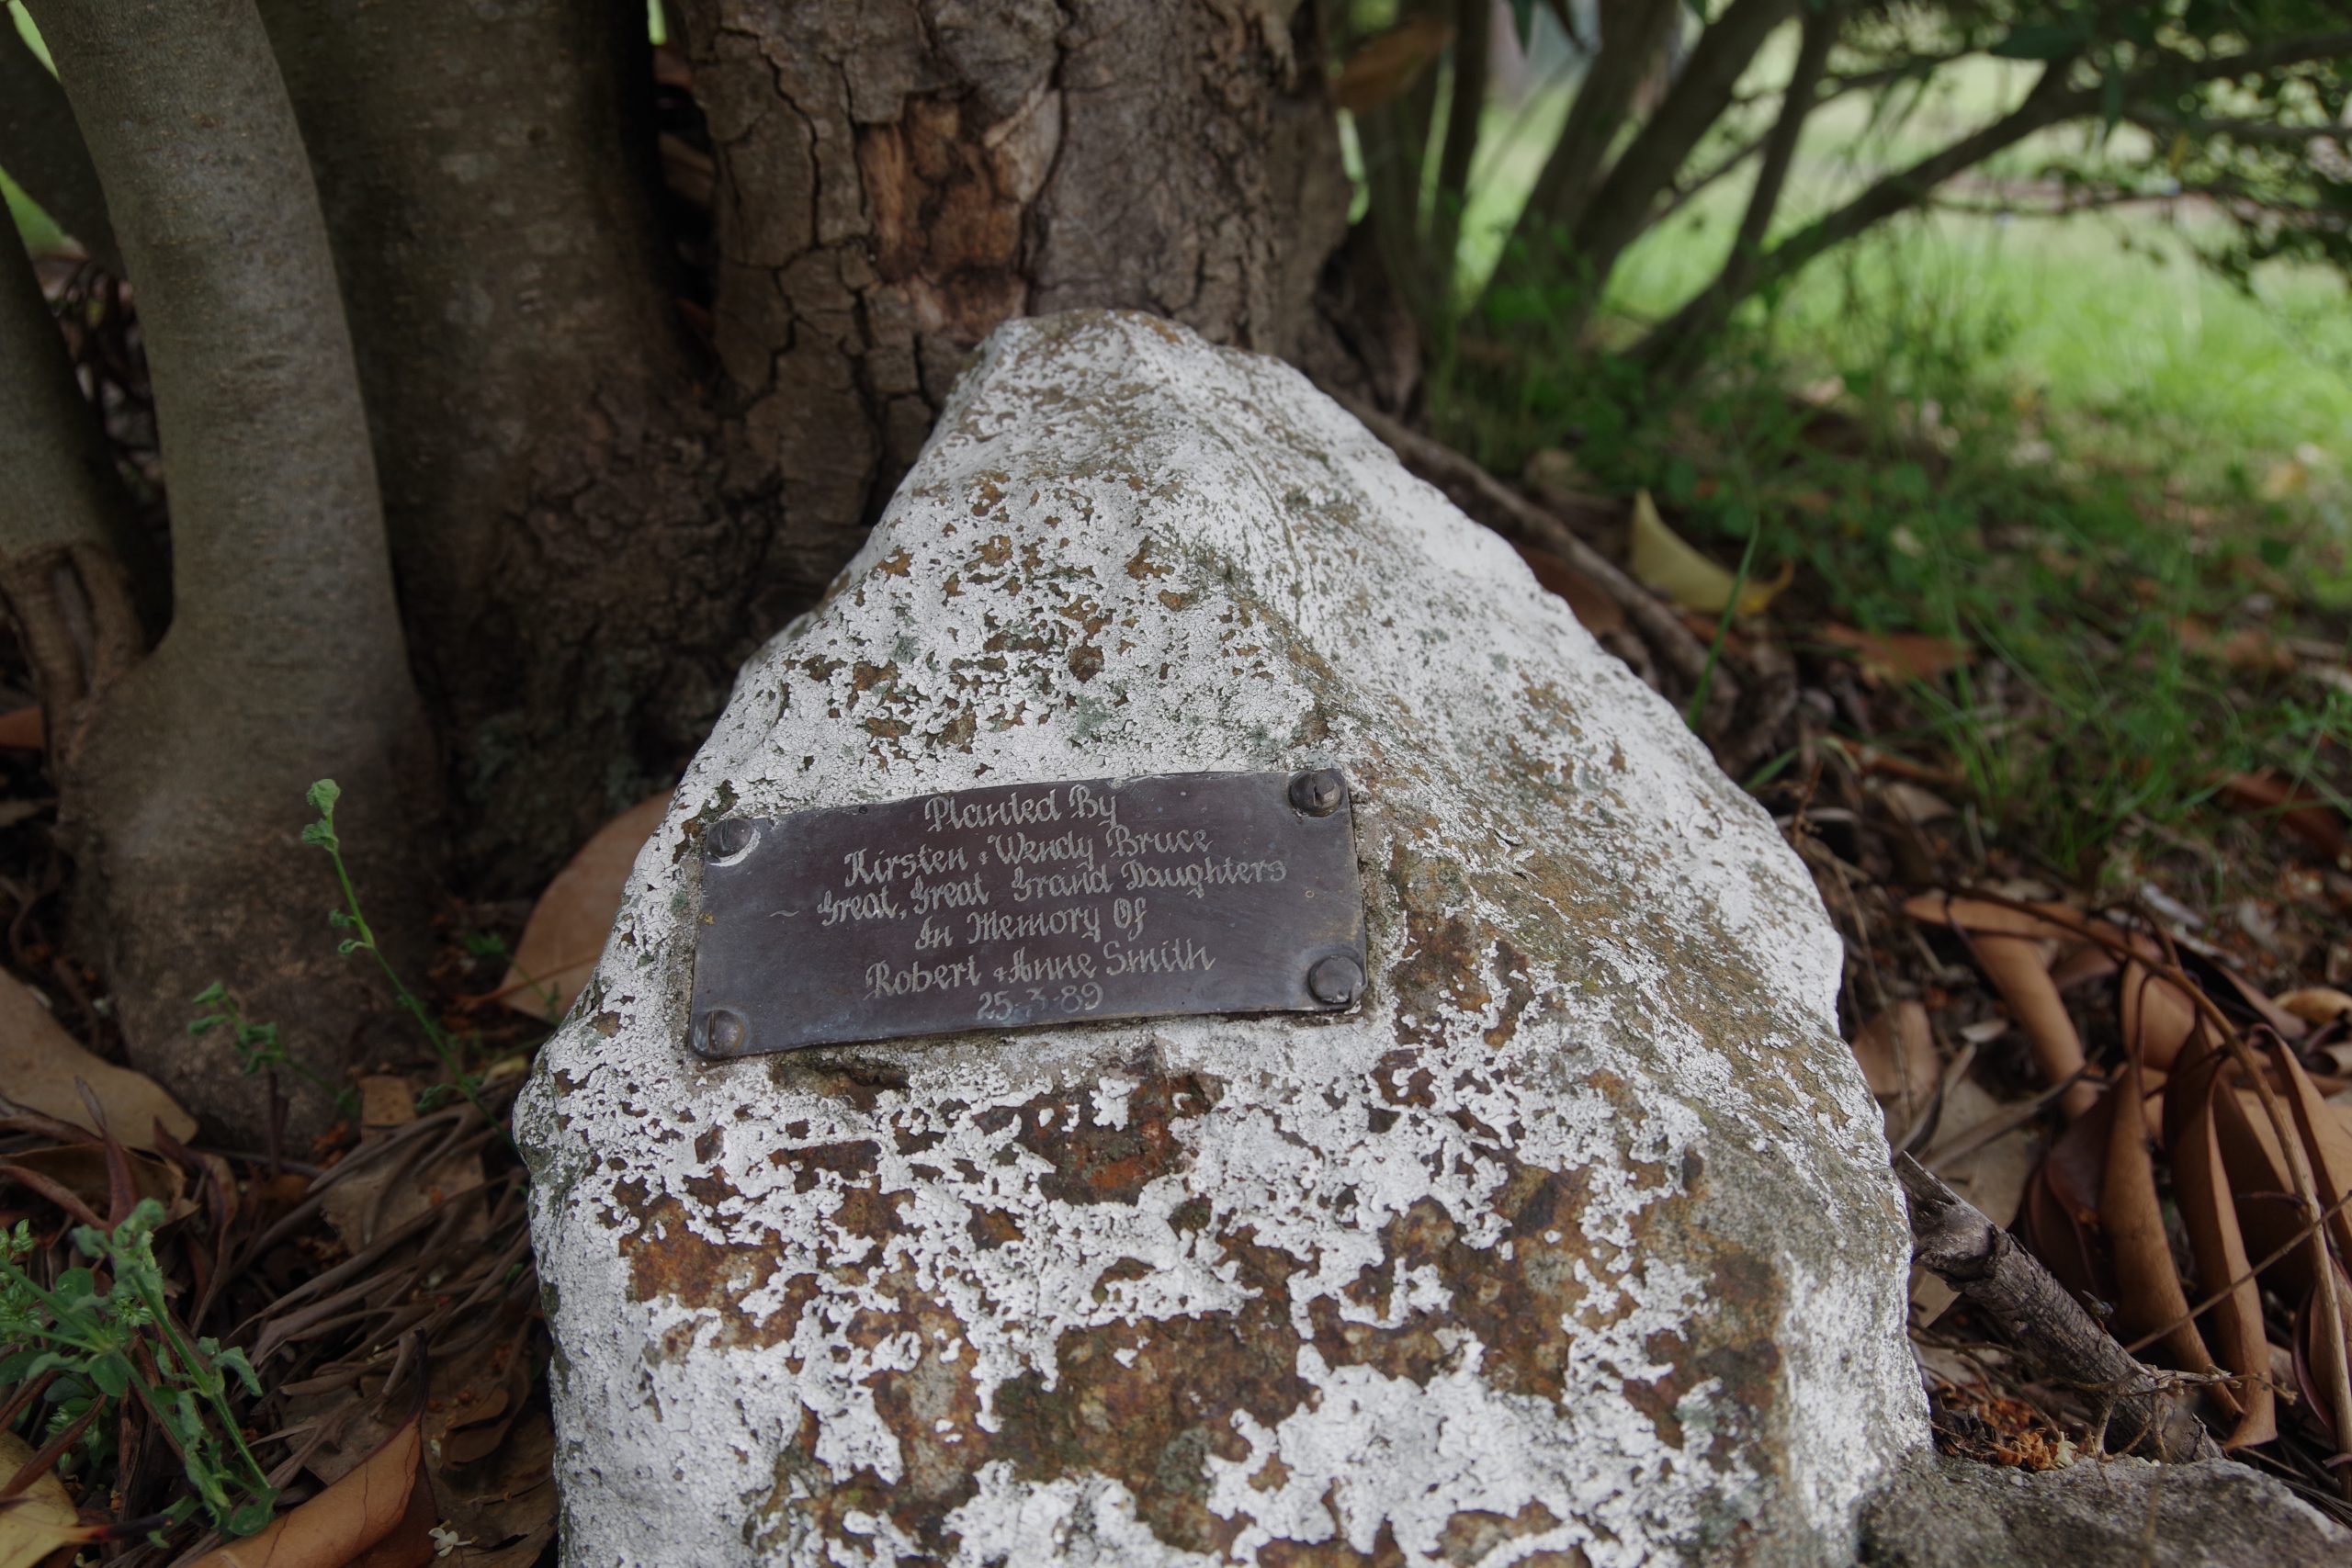 Planted By
Kirsten & Wendy Bruce
~ Great, Great Grand Daughters
In Memory Of
Robert & Anne Smith
25-3-89